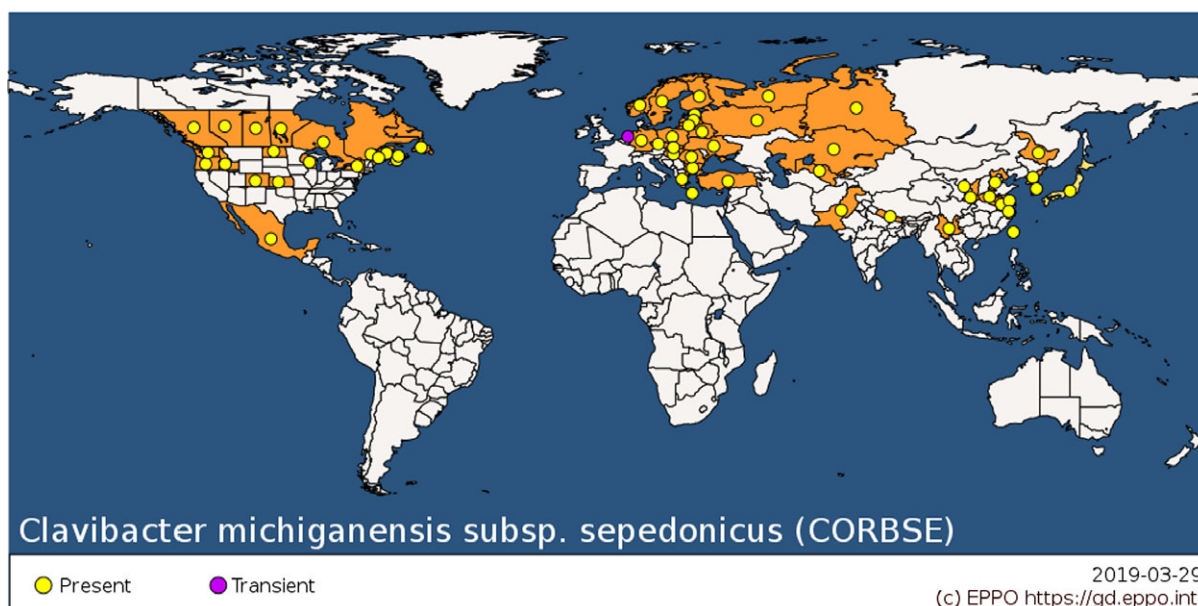 Clavibacter michiganensis subsp. sepedonicus (CORBSE)
Present
Transient
2019-03-29
(c) EPPO https://gd.eppo.int